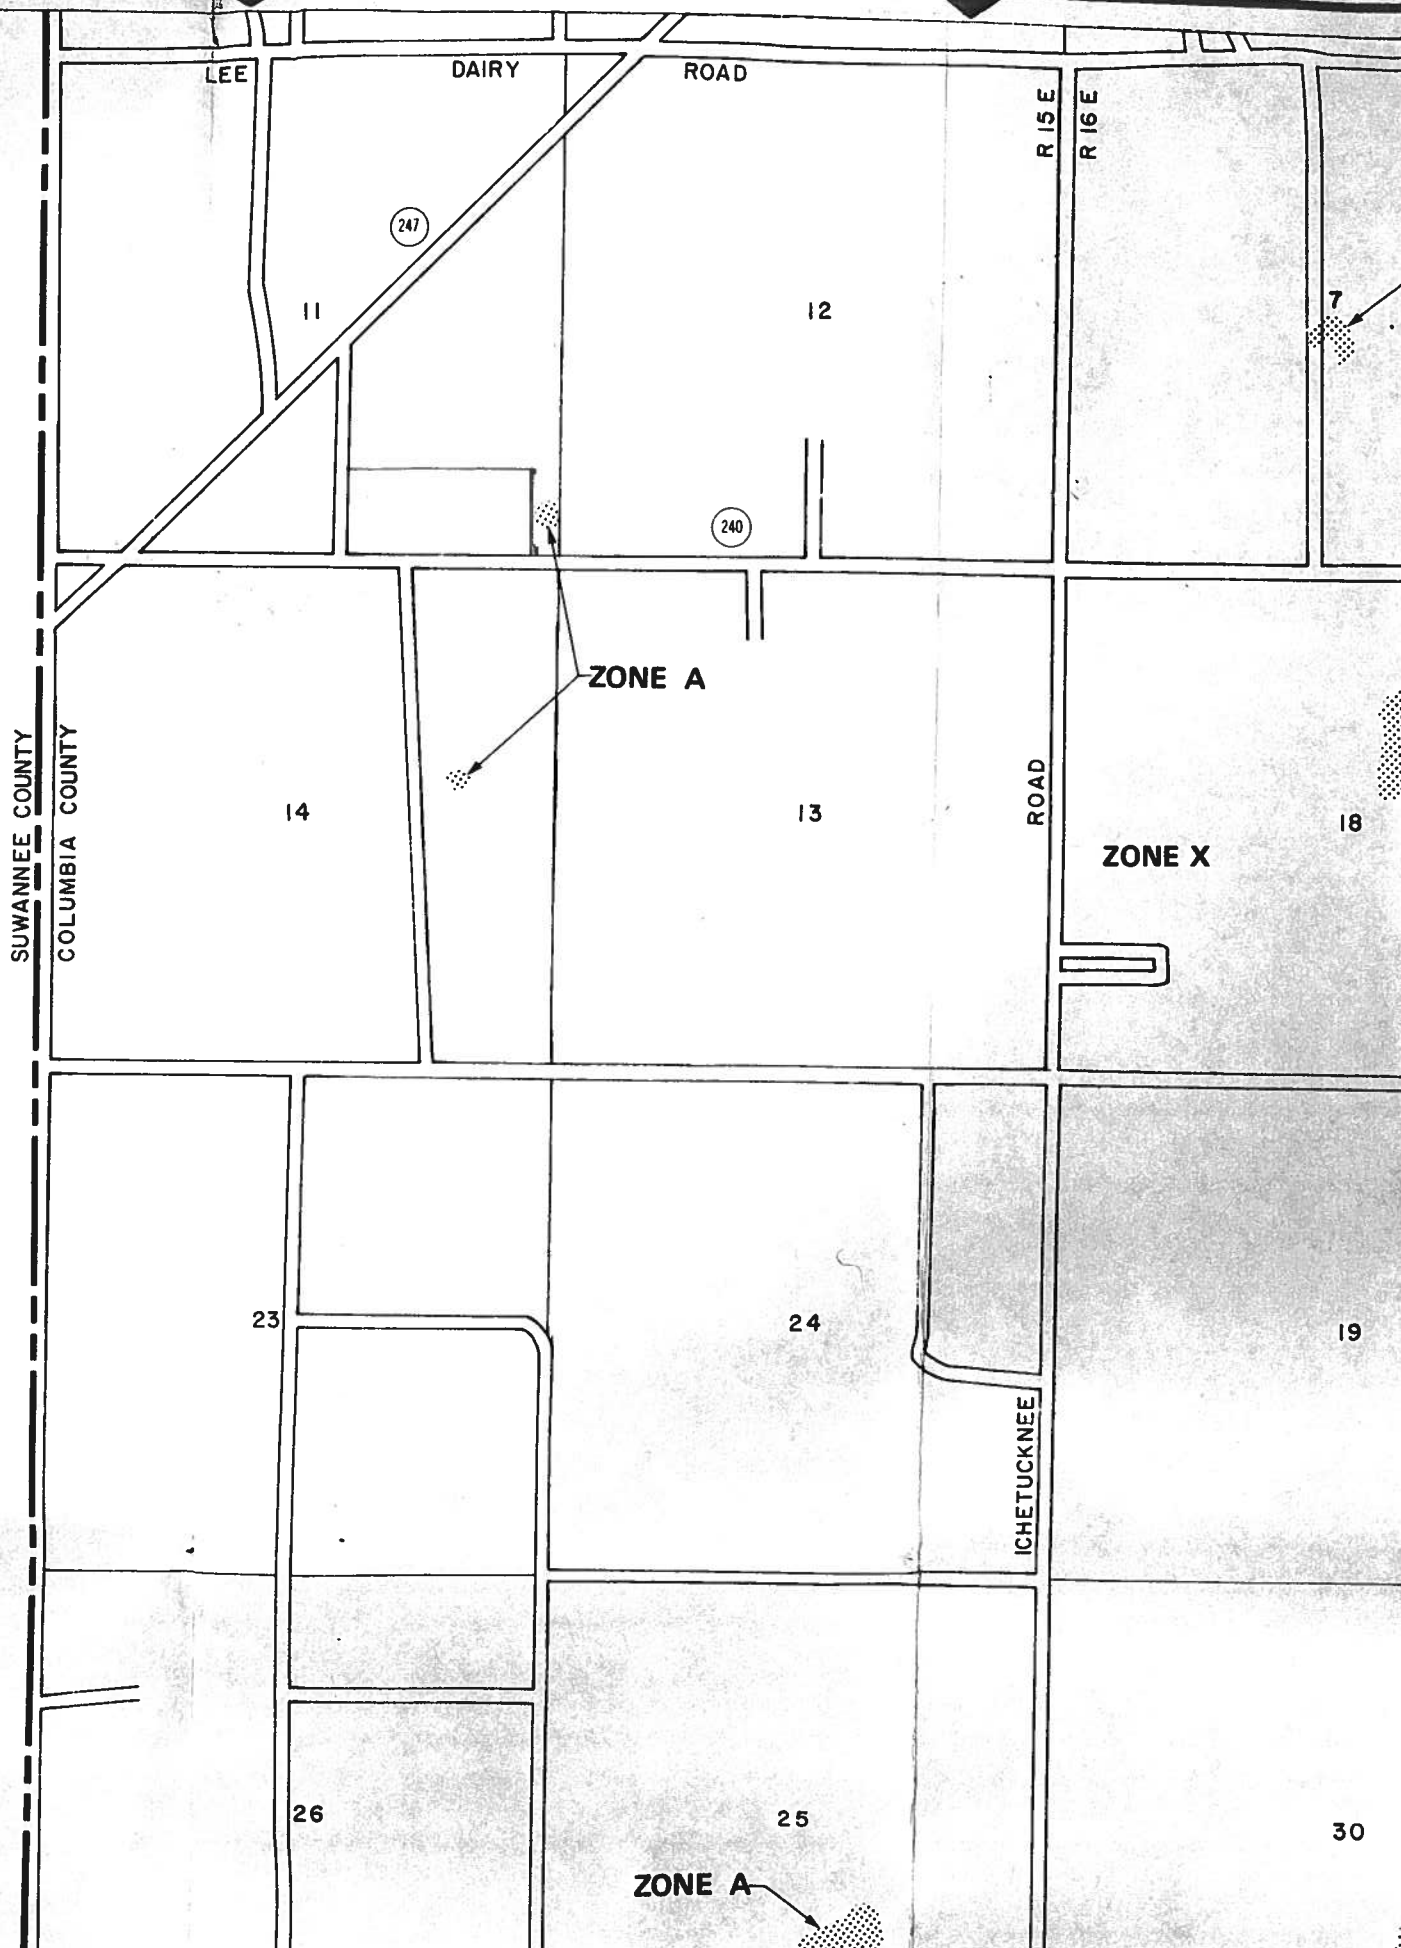 LEE DAIRY ROAD
R 15 E
R 16 E
247
11
12
7
240
ZONE A
SUWANNEE COUNTY
COLUMBIA COUNTY
14
13
ROAD
18
ZONE X
23
24
19
ICHETUCKNEE
26
25
30
ZONE A